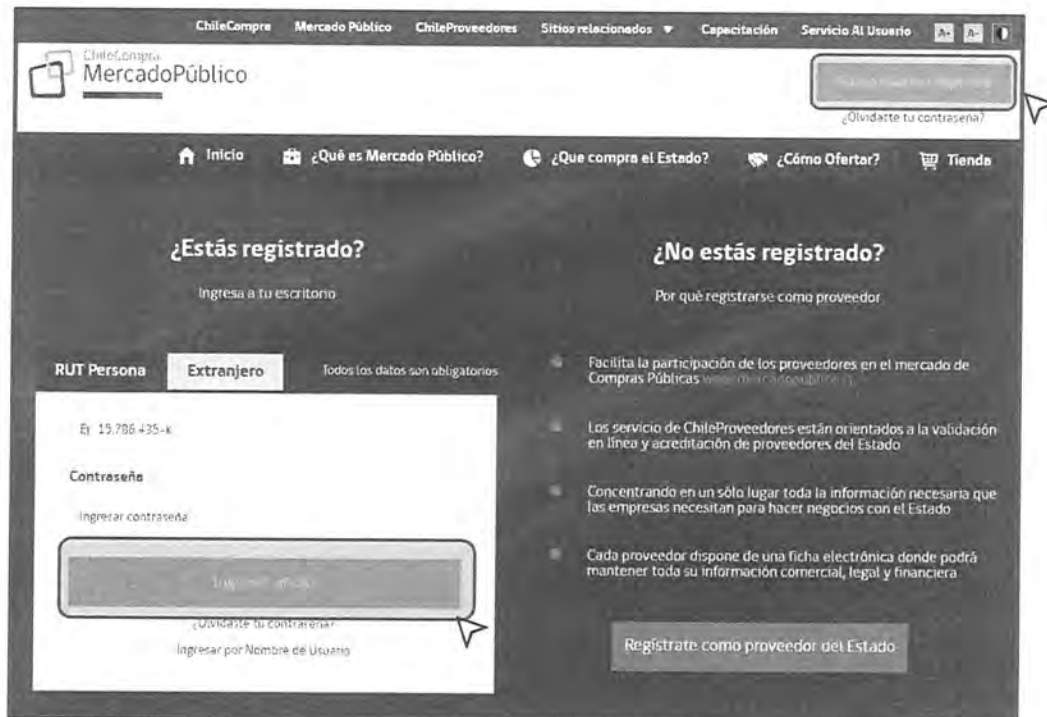 ChileCompra Mercado Público ChileProveedores Sitios relacionados ▼ Capacitación Servicio Al Usuario A+ A-
ChileCompra
MercadoPúblico
¿Olvidaste tu contraseña?
Inicio ¿Qué es Mercado Público? ¿Que compra el Estado? ¿Cómo Ofertar? Tienda
¿Estás registrado?
Ingresa a tu escritorio
RUT Persona Extranjero Todos los datos son obligatorios
Ej: 15.786.435-K
Contraseña
Ingresar contraseña
¿Olvidaste tu contraseña?
Ingresar por Nombre de Usuario
¿No estás registrado?
Por qué registrarse como proveedor
Facilita la participación de los proveedores en el mercado de
Compras Públicas www.mercadopublico.cl
Los servicio de ChileProveedores están orientados a la validación
en línea y acreditación de proveedores del Estado
Concentrando en un sólo lugar toda la información necesaria que
las empresas necesitan para hacer negocios con el Estado
Cada proveedor dispone de una ficha electrónica donde podrá
mantener toda su información comercial, legal y financiera
Regístrate como proveedor del Estado